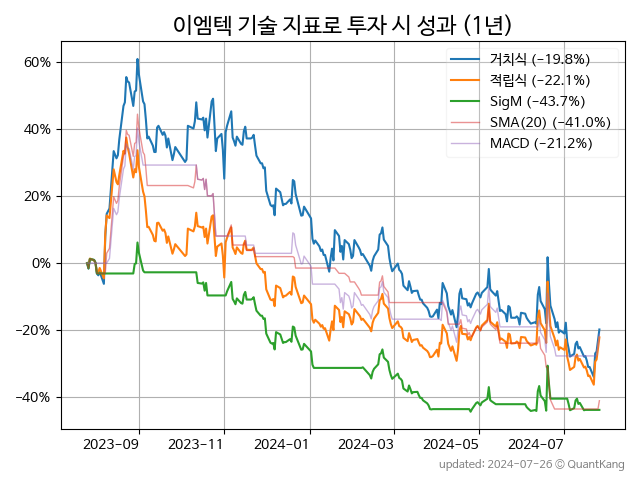 이엠텍 기술 지표로 투자 시 성과 (1년)
거치식 (−19.8%)
적립식 (−22.1%)
SigM (−43.7%)
SMA(20) (−41.0%)
MACD (−21.2%)
60%
40%
20%
0%
−20%
−40%
2023−09
2023−11
2024−01
2024−03
2024−05
2024−07
updated: 2024-07-26 © QuantKang